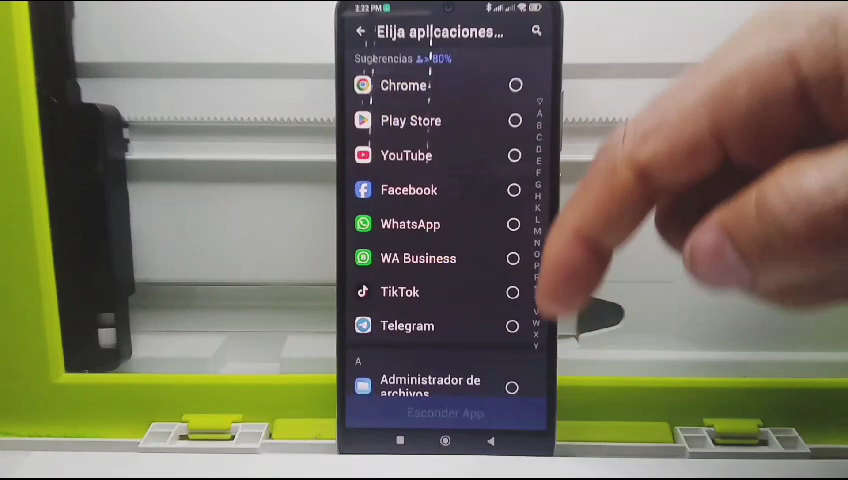 2:22 PM
Elija aplicaciones...
Sugerencias > 80%
Chrome
Play Store
YouTube
Facebook
WhatsApp
WA Business
TikTok
Telegram
A
Administrador de
archivos
Esconder App
A
B
C
D
E
F
G
H
K
L
M
N
O
P
V
W
X
Y